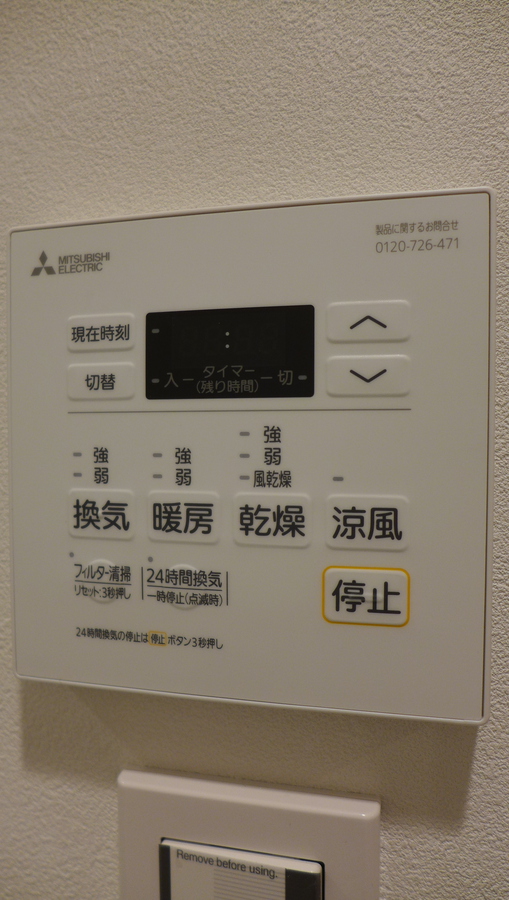 MITSUBISHI
ELECTRIC
製品に関するお問合せ
0120-726-471
現在時刻
:
切替
入
タイマー
(残り時間)
切
強
弱
強
弱
強
弱
風乾燥
換気
暖房
乾燥
涼風
フィルター清掃
リセット:3秒押し
24時間換気
一時停止(点滅時)
停止
24時間換気の停止は 停止 ボタン3秒押し
Remove before using.